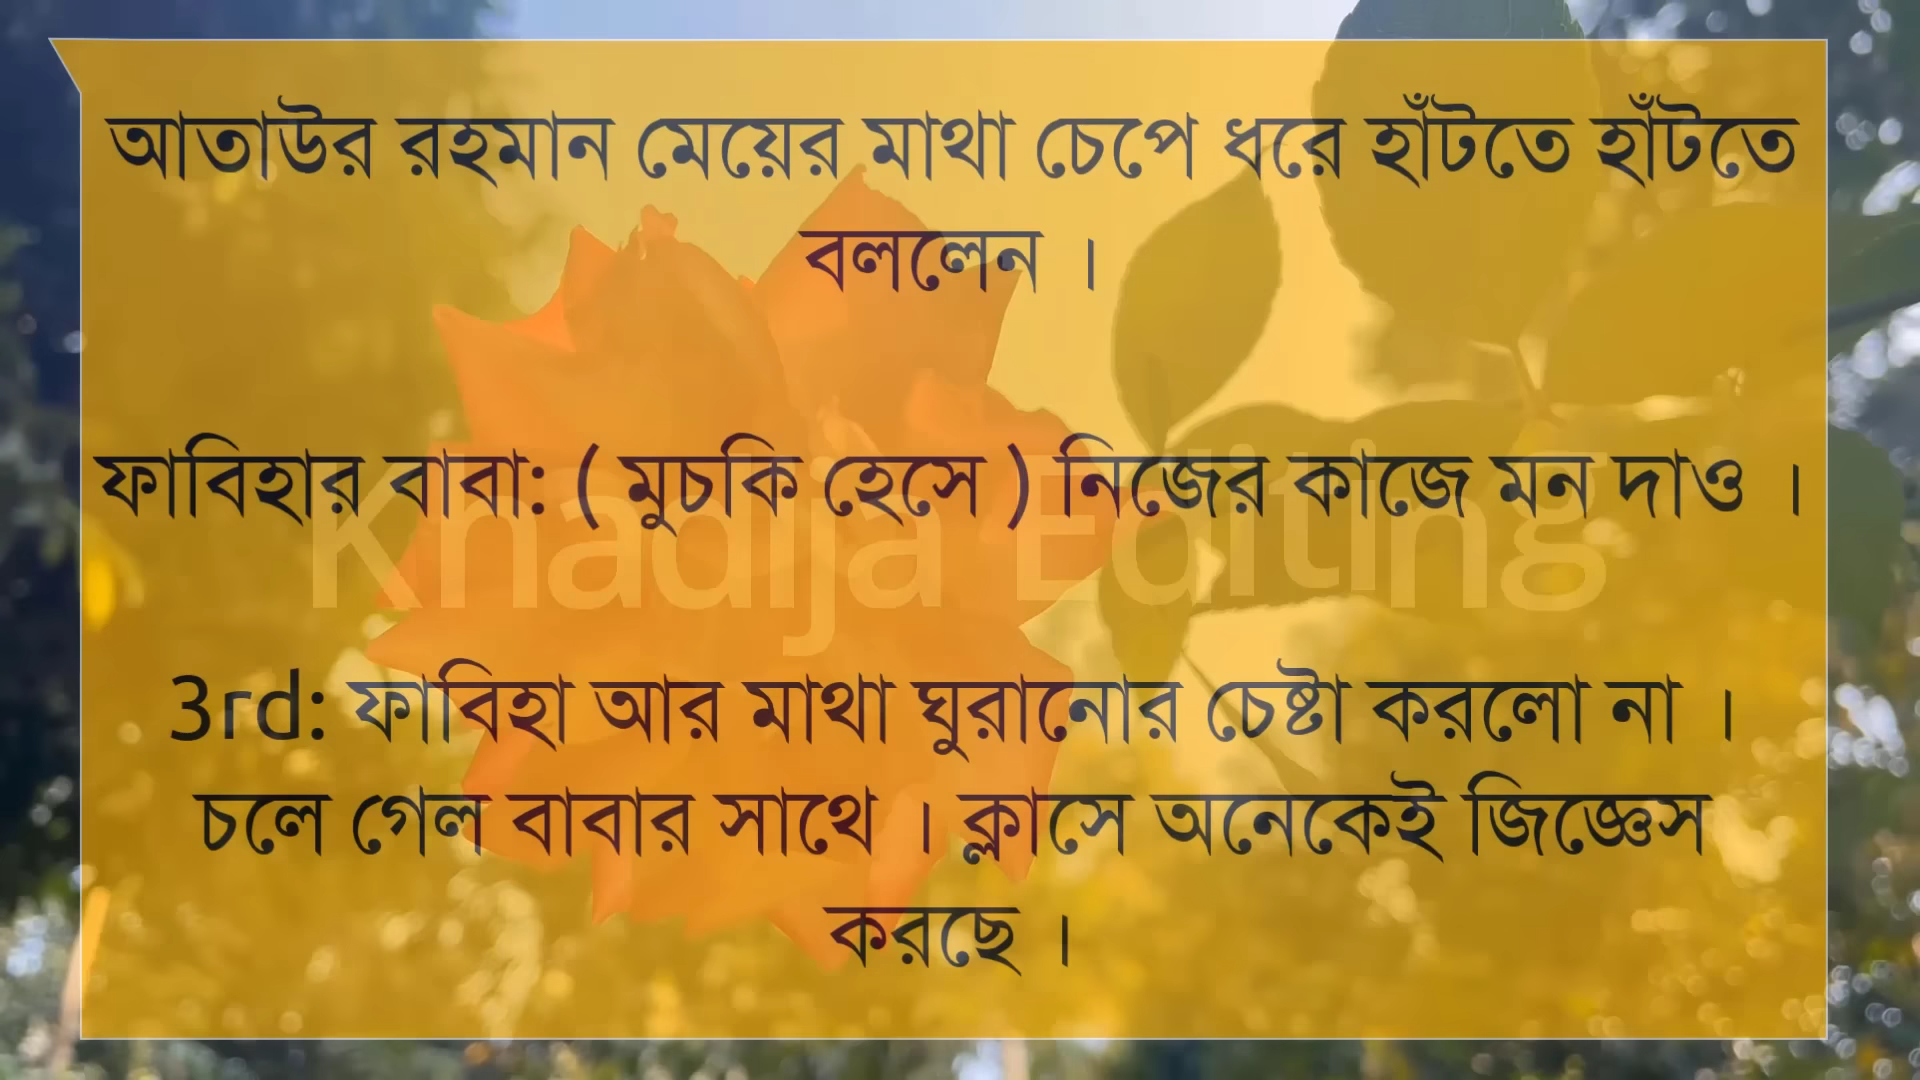 আতাউর রহমান মেয়ের মাথা চেপে ধরে হাঁটতে হাঁটতে
বললেন ।
ফাবিহার বাবা: ( মুচকি হেসে ) নিজের কাজে মন দাও ।
Khadija Editing
3rd: ফাবিহা আর মাথা ঘুরানোর চেষ্টা করলো না ।
চলে গেল বাবার সাথে । ক্লাসে অনেকেই জিজ্ঞেস
করছে ।